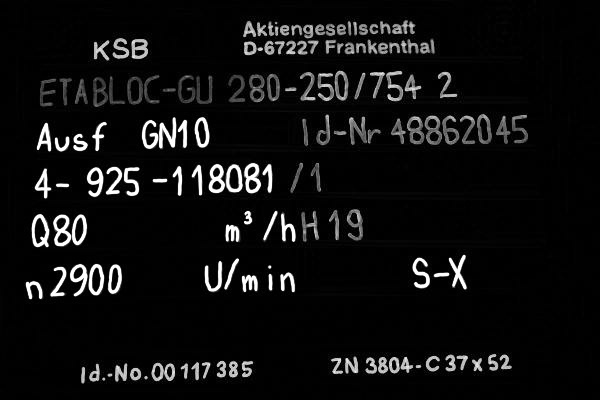 KSB Aktiengesellschaft
D-67227 Frankenthal
ETABLOC-GU 280-250/754 2
Ausf GN10 Id-Nr 48862045
4- 925 -118081 /1
Q80 m³/h H 19
n 2900 U/min S-X
Id.-No. 00 117 385 ZN 3804-C 37 x 52